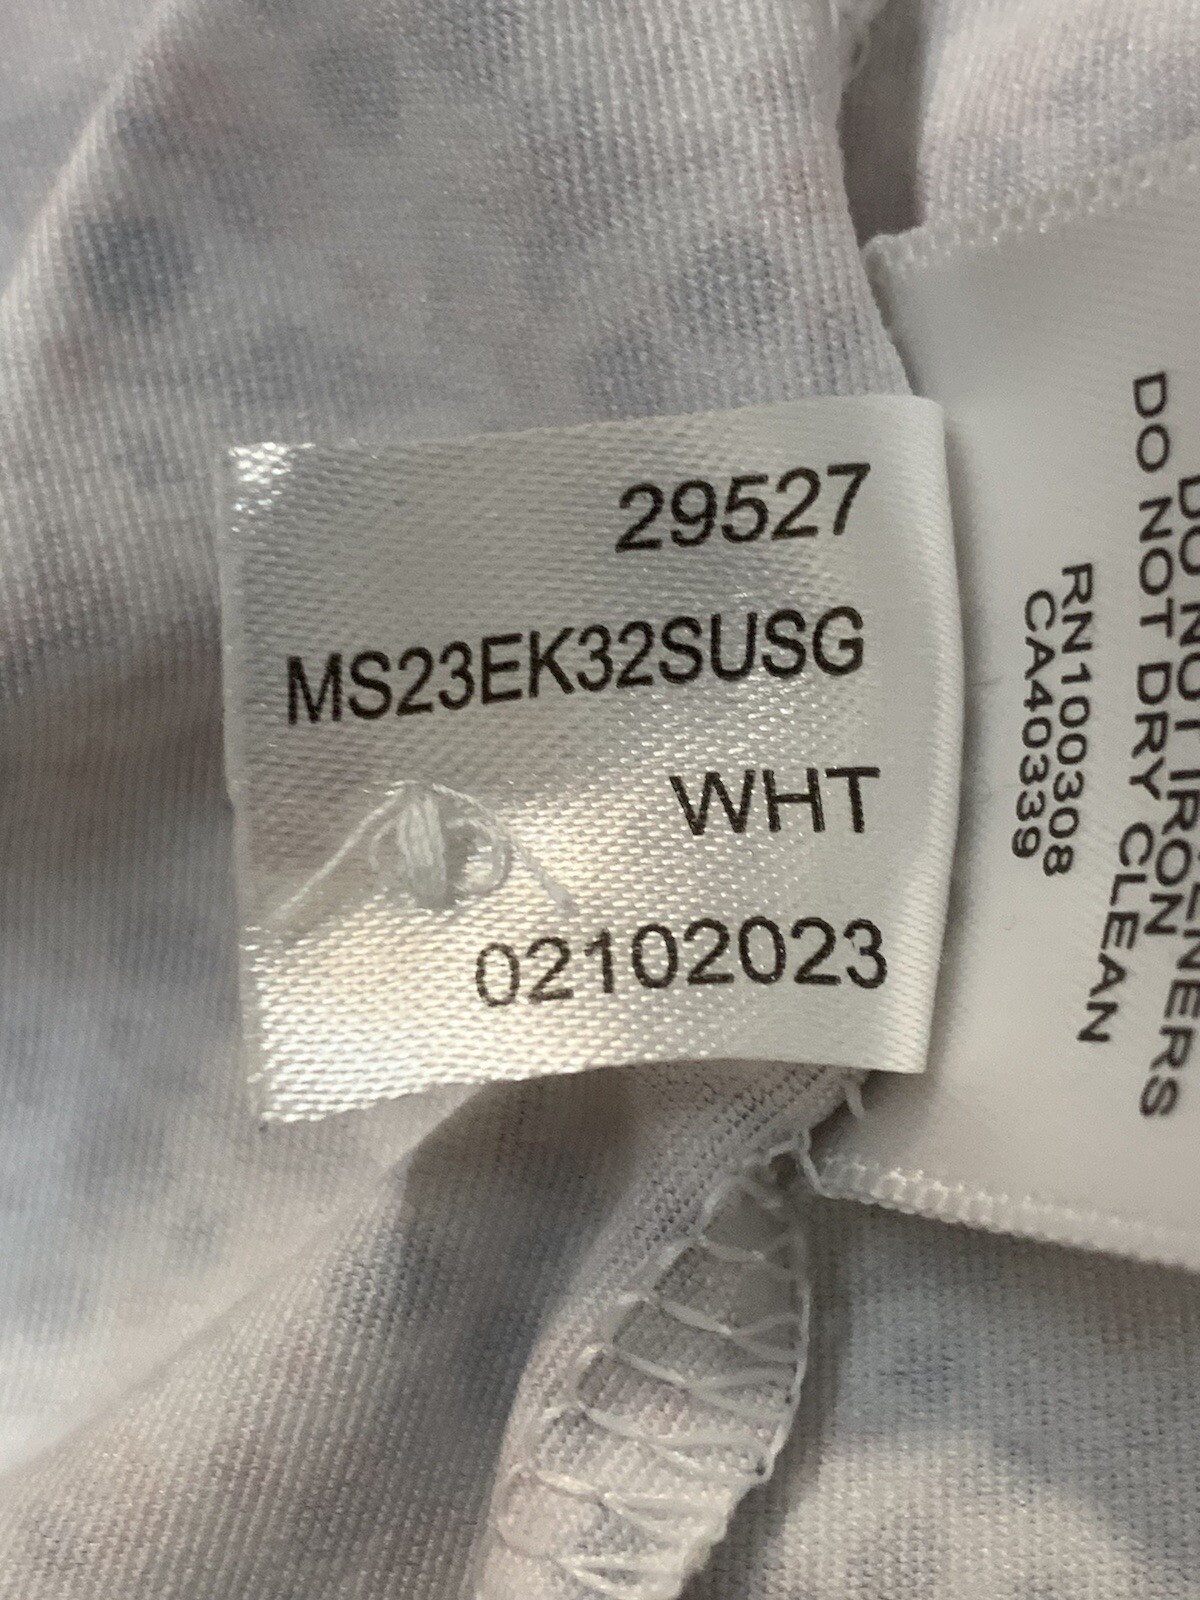 29527
MS23EK32SUSG
WHT
02102023
DO NOT IRON
DO NOT DRY CLEAN
RN100308
CA40339